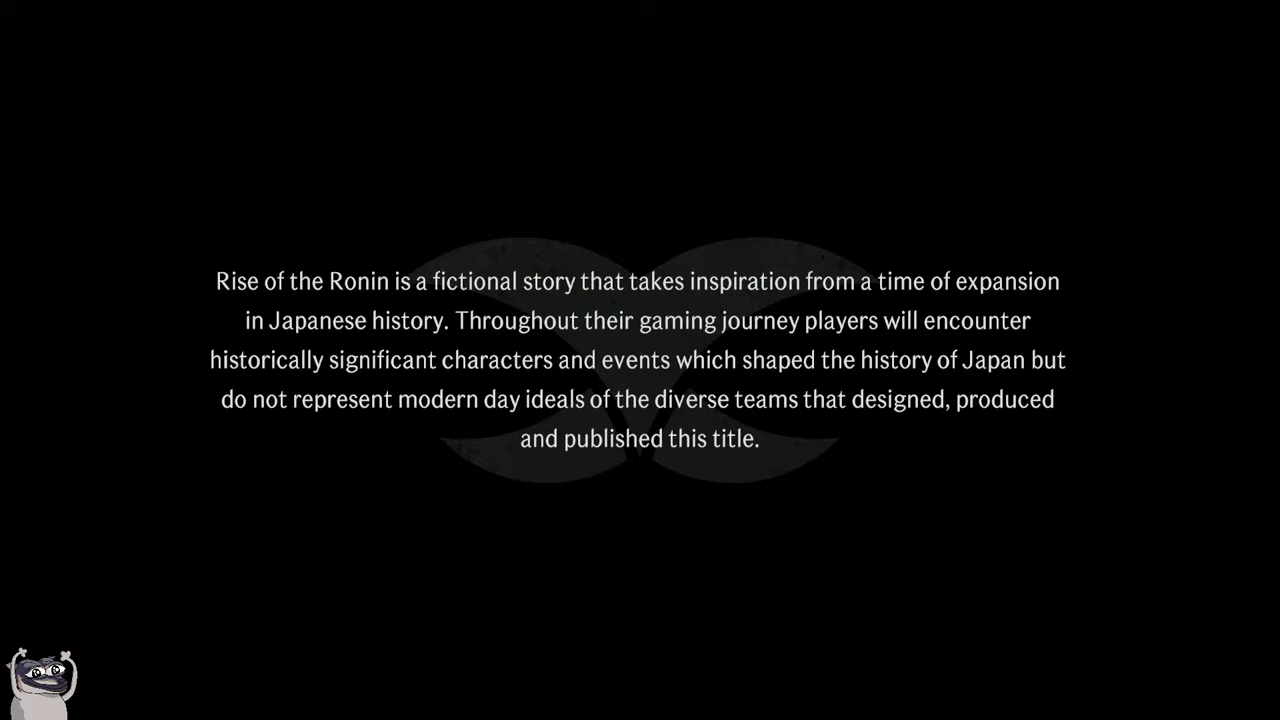 Rise of the Ronin is a fictional story that takes inspiration from a time of expansion
in Japanese history. Throughout their gaming journey players will encounter
historically significant characters and events which shaped the history of Japan but
do not represent modern day ideals of the diverse teams that designed, produced
and published this title.